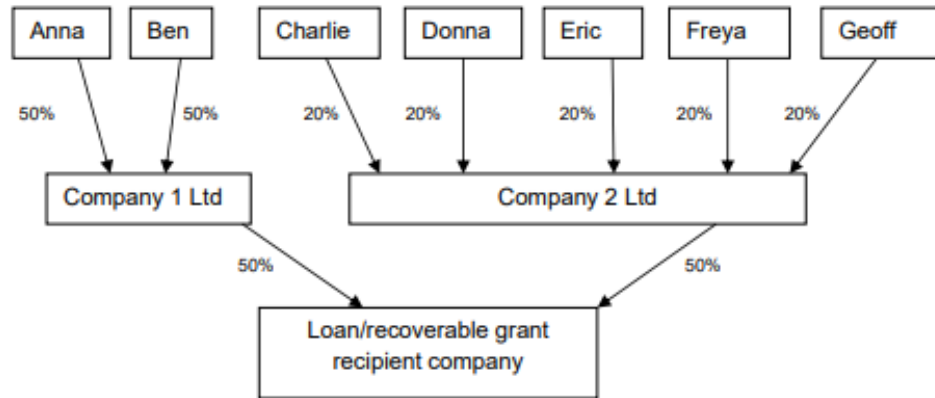 Anna
Ben
Charlie
Donna
Eric
Freya
Geoff
50%
50%
20%
20%
20%
20%
20%
Company 1 Ltd
Company 2 Ltd
50%
50%
Loan/recoverable grant
recipient company